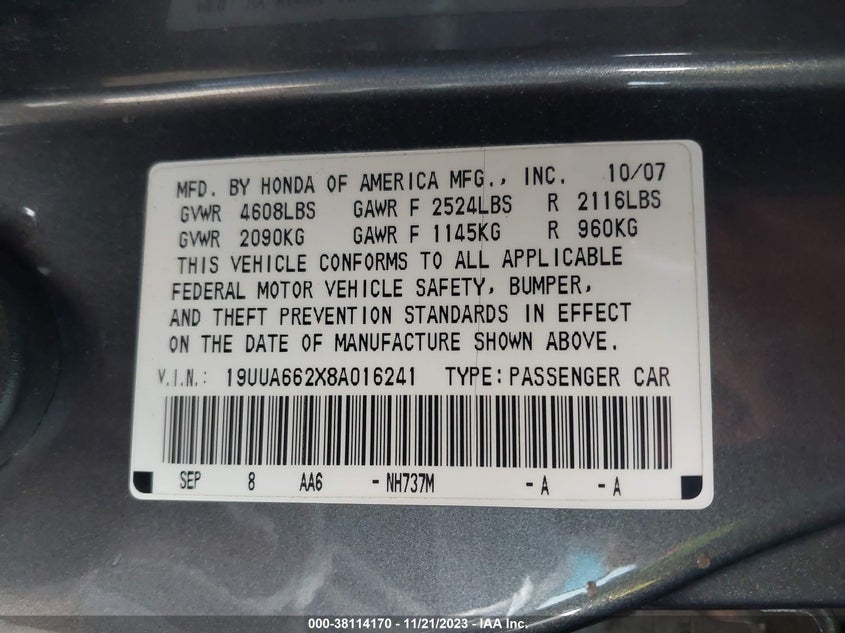 MFD. BY HONDA OF AMERICA MFG., INC. 10/07
GVWR 4608LBS GAWR F 2524LBS R 2116LBS
GVWR 2090KG GAWR F 1145KG R 960KG
THIS VEHICLE CONFORMS TO ALL APPLICABLE
FEDERAL MOTOR VEHICLE SAFETY, BUMPER,
AND THEFT PREVENTION STANDARDS IN EFFECT
ON THE DATE OF MANUFACTURE SHOWN ABOVE.
V.I.N.: 19UUA662X8A016241 TYPE: PASSENGER CAR
SEP 8 AA6 - NH737M - A - A
000-38114170 - 11/21/2023 - IAA Inc.